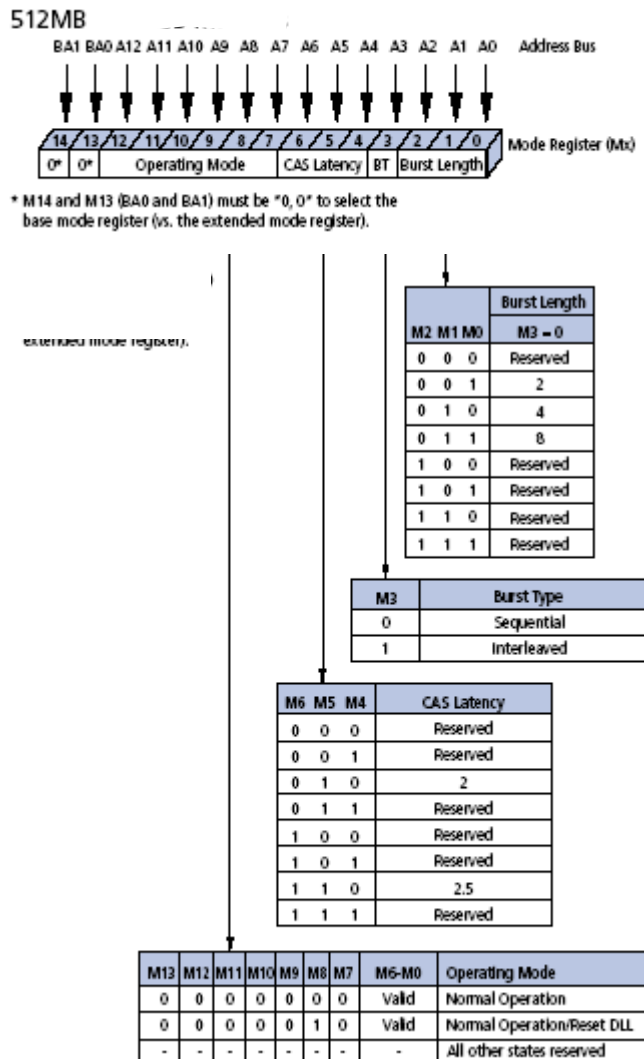 512MB
BA1 BA0 A12 A11 A10 A9 A8 A7 A6 A5 A4 A3 A2 A1 A0 Address Bus
14 13 12 11 10 9 8 7 6 5 4 3 2 1 0 Mode Register (Mx)
0* 0* Operating Mode CAS Latency BT Burst Length
* M14 and M13 (BA0 and BA1) must be "0, 0" to select the
base mode register (vs. the extended mode register).
extended mode register).
Burst Length
M2 M1 M0 M3 = 0
0 0 0 Reserved
0 0 1 2
0 1 0 4
0 1 1 8
1 0 0 Reserved
1 0 1 Reserved
1 1 0 Reserved
1 1 1 Reserved
M3 Burst Type
0 Sequential
1 Interleaved
M6 M5 M4 CAS Latency
0 0 0 Reserved
0 0 1 Reserved
0 1 0 2
0 1 1 Reserved
1 0 0 Reserved
1 0 1 Reserved
1 1 0 2.5
1 1 1 Reserved
M13 M12 M11 M10 M9 M8 M7 M6-M0 Operating Mode
0 0 0 0 0 0 0 Valid Normal Operation
0 0 0 0 0 1 0 Valid Normal Operation/Reset DLL
- - - - - - - - All other states reserved